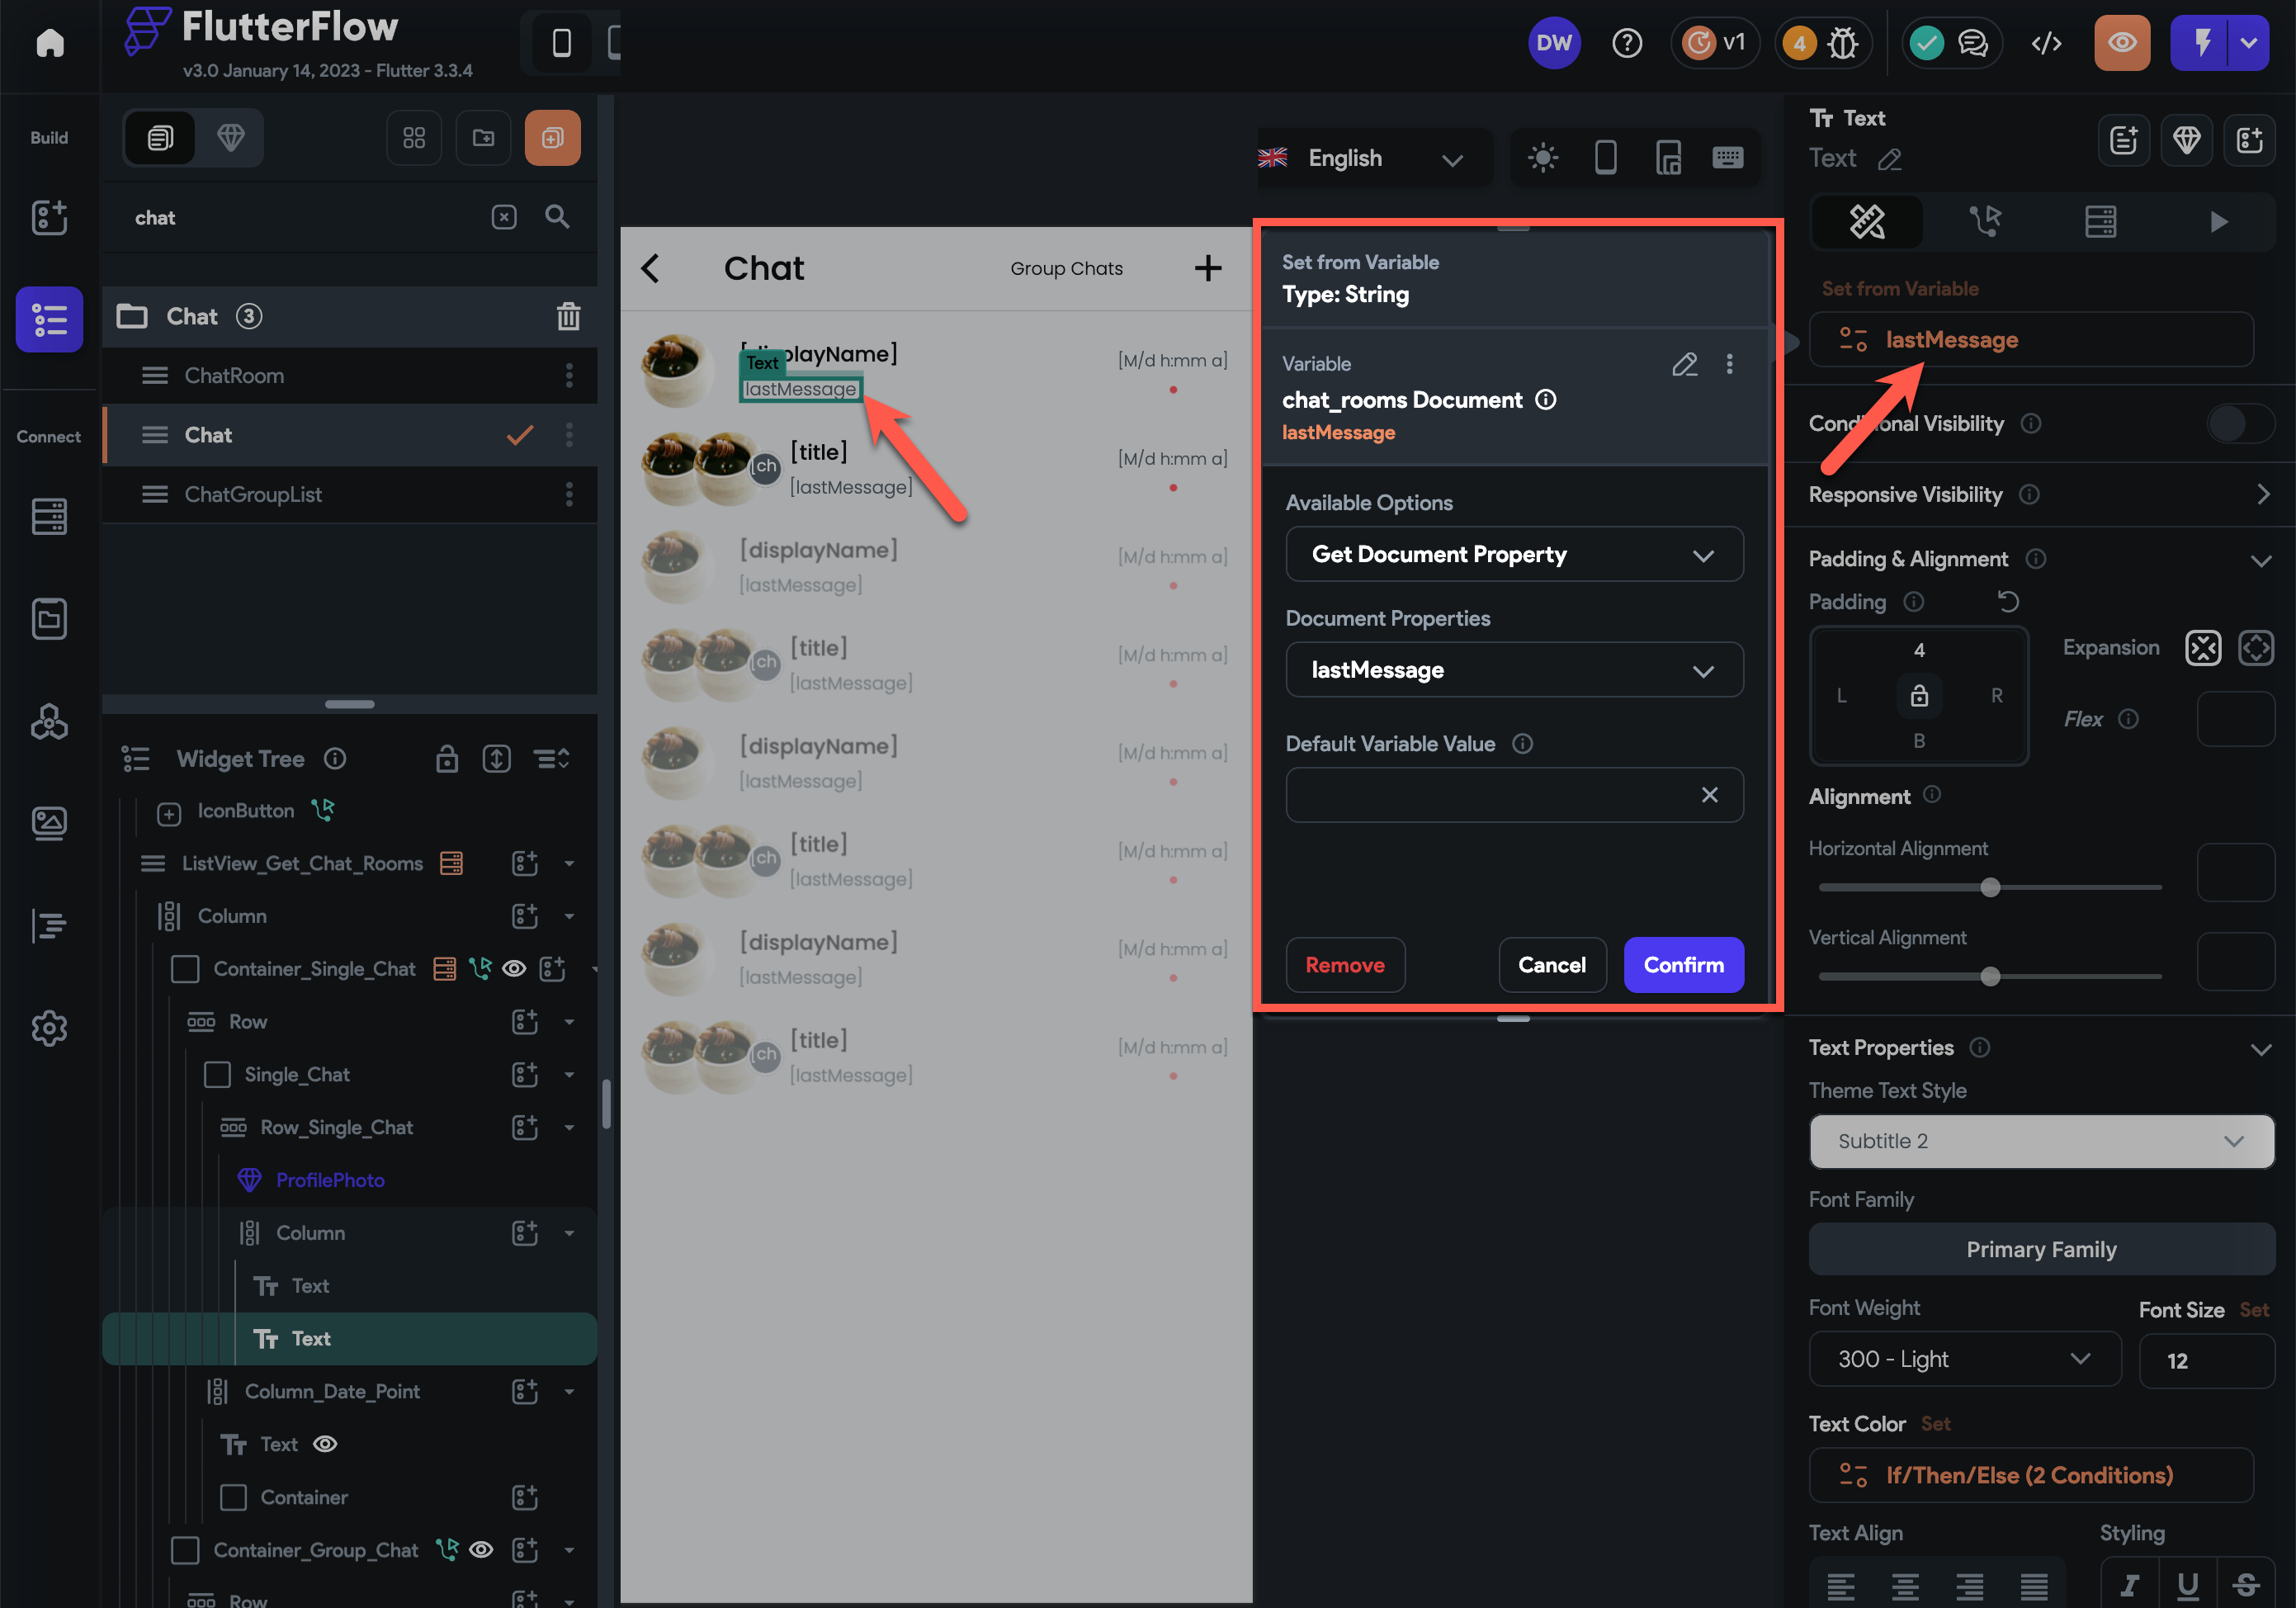 FlutterFlow
v3.0 January 14, 2023 - Flutter 3.3.4
DW
v1
4
Build
Connect
chat
Chat 3
ChatRoom
Chat
ChatGroupList
Widget Tree
IconButton
ListView_Get_Chat_Rooms
Column
Container_Single_Chat
Row
Single_Chat
Row_Single_Chat
ProfilePhoto
Column
Text
Text
Column_Date_Point
Text
Container
Container_Group_Chat
Row
English
Chat
Group Chats
[displayName]
[M/d h:mm a]
Text
[lastMessage]
[title]
[M/d h:mm a]
[ch
[lastMessage]
[displayName]
[M/d h:mm a]
[lastMessage]
[title]
[M/d h:mm a]
[ch
[lastMessage]
[displayName]
[M/d h:mm a]
[lastMessage]
[title]
[M/d h:mm a]
[ch
[lastMessage]
[displayName]
[M/d h:mm a]
[lastMessage]
[title]
[M/d h:mm a]
[ch
[lastMessage]
Set from Variable
Type: String
Variable
chat_rooms Document
lastMessage
Available Options
Get Document Property
Document Properties
lastMessage
Default Variable Value
Remove
Cancel
Confirm
Text
Text
Set from Variable
lastMessage
Conditional Visibility
Responsive Visibility
Padding & Alignment
Padding
4
L
R
B
Expansion
Flex
Alignment
Horizontal Alignment
Vertical Alignment
Text Properties
Theme Text Style
Subtitle 2
Font Family
Primary Family
Font Weight
Font Size Set
300 - Light
12
Text Color Set
If/Then/Else (2 Conditions)
Text Align
Styling